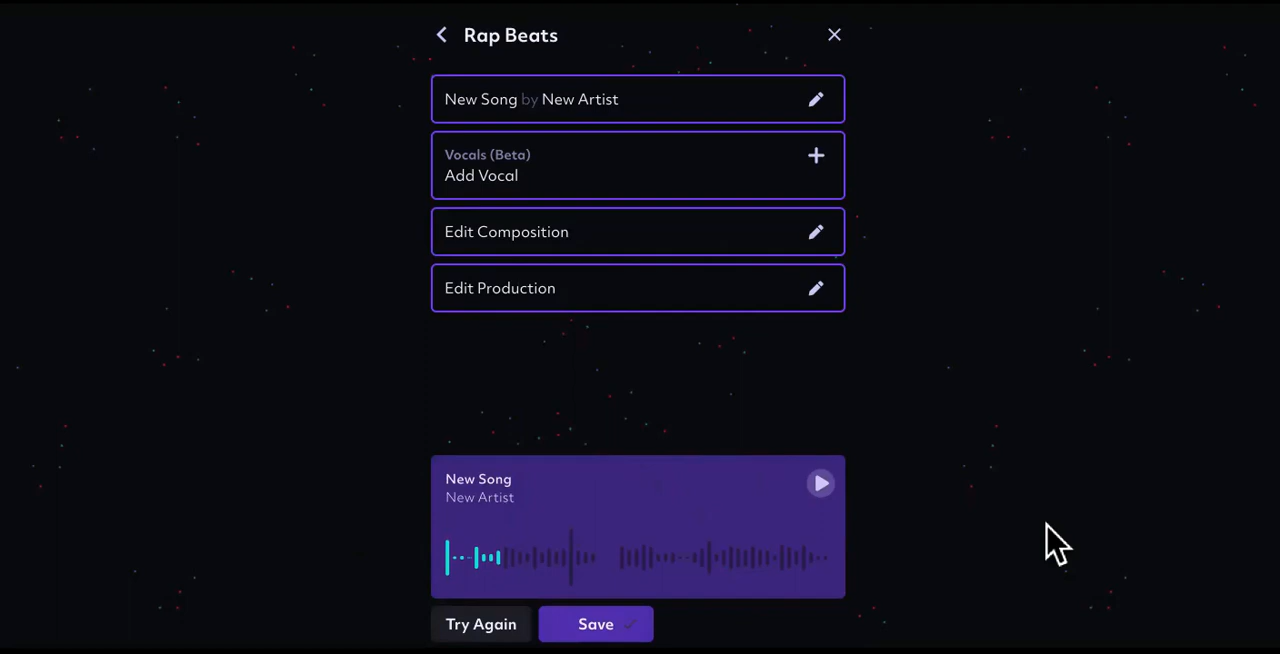 Rap Beats
New Song by New Artist
Vocals (Beta)
Add Vocal
Edit Composition
Edit Production
New Song
New Artist
Try Again
Save